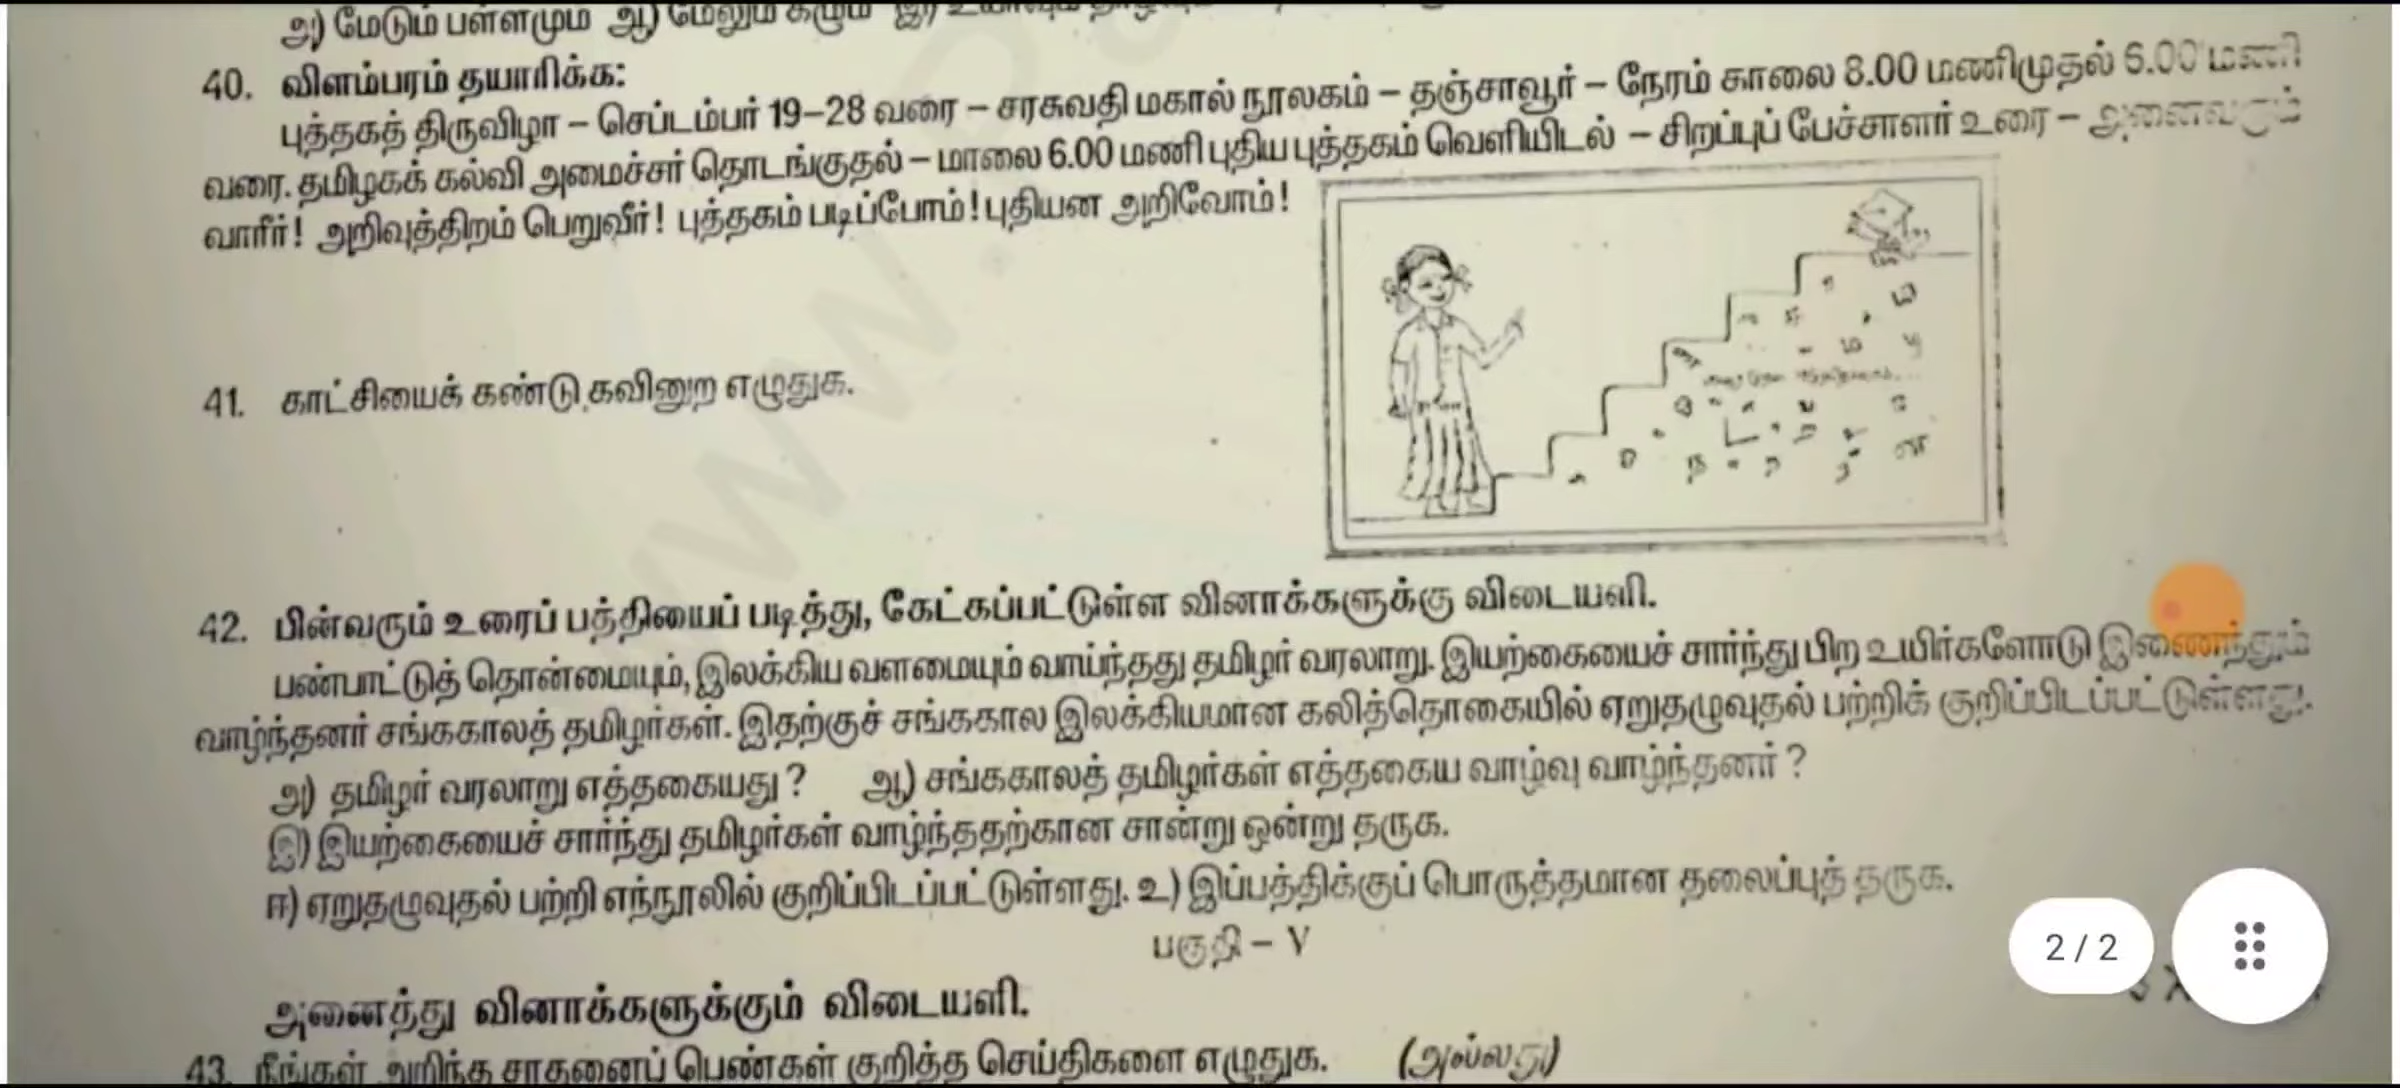 அ) மேடும் பள்ளமும் ஆ) மேலும் கீழும் இ)
40. விளம்பரம் தயாரிக்க:
புத்தகத் திருவிழா – செப்டம்பர் 19–28 வரை – சரசுவதி மகால் நூலகம் – தஞ்சாவூர் – நேரம் காலை 8.00 மணிமுதல் 6.00 மணி
வரை. தமிழகக் கல்வி அமைச்சர் தொடங்குதல் – மாலை 6.00 மணி புதிய புத்தகம் வெளியிடல் – சிறப்புப் பேச்சாளர் உரை – அனைவரும்
வாரீர்! அறிவுத்திறம் பெறுவீர்! புத்தகம் படிப்போம்! புதியன அறிவோம்!
41. காட்சியைக் கண்டு கவினுற எழுதுக.
42. பின்வரும் உரைப் பத்தியைப் படித்து, கேட்கப்பட்டுள்ள வினாக்களுக்கு விடையளி.
பண்பாட்டுத் தொன்மையும், இலக்கிய வளமையும் வாய்ந்தது தமிழர் வரலாறு. இயற்கையைச் சார்ந்து பிற உயிர்களோடு இணைந்தும்
வாழ்ந்தனர் சங்ககாலத் தமிழர்கள். இதற்குச் சங்ககால இலக்கியமான கலித்தொகையில் ஏறுதழுவுதல் பற்றிக் குறிப்பிடப்பட்டுள்ளது.
அ) தமிழர் வரலாறு எத்தகையது? ஆ) சங்ககாலத் தமிழர்கள் எத்தகைய வாழ்வு வாழ்ந்தனர்?
இ) இயற்கையைச் சார்ந்து தமிழர்கள் வாழ்ந்ததற்கான சான்று ஒன்று தருக.
ஈ) ஏறுதழுவுதல் பற்றி எந்நூலில் குறிப்பிடப்பட்டுள்ளது. உ) இப்பத்திக்குப் பொருத்தமான தலைப்புத் தருக.
பகுதி – V
2 / 2
அனைத்து வினாக்களுக்கும் விடையளி.
43. நீங்கள் அறிந்த சாதனைப் பெண்கள் குறித்த செய்திகளை எழுதுக. (அல்லது)